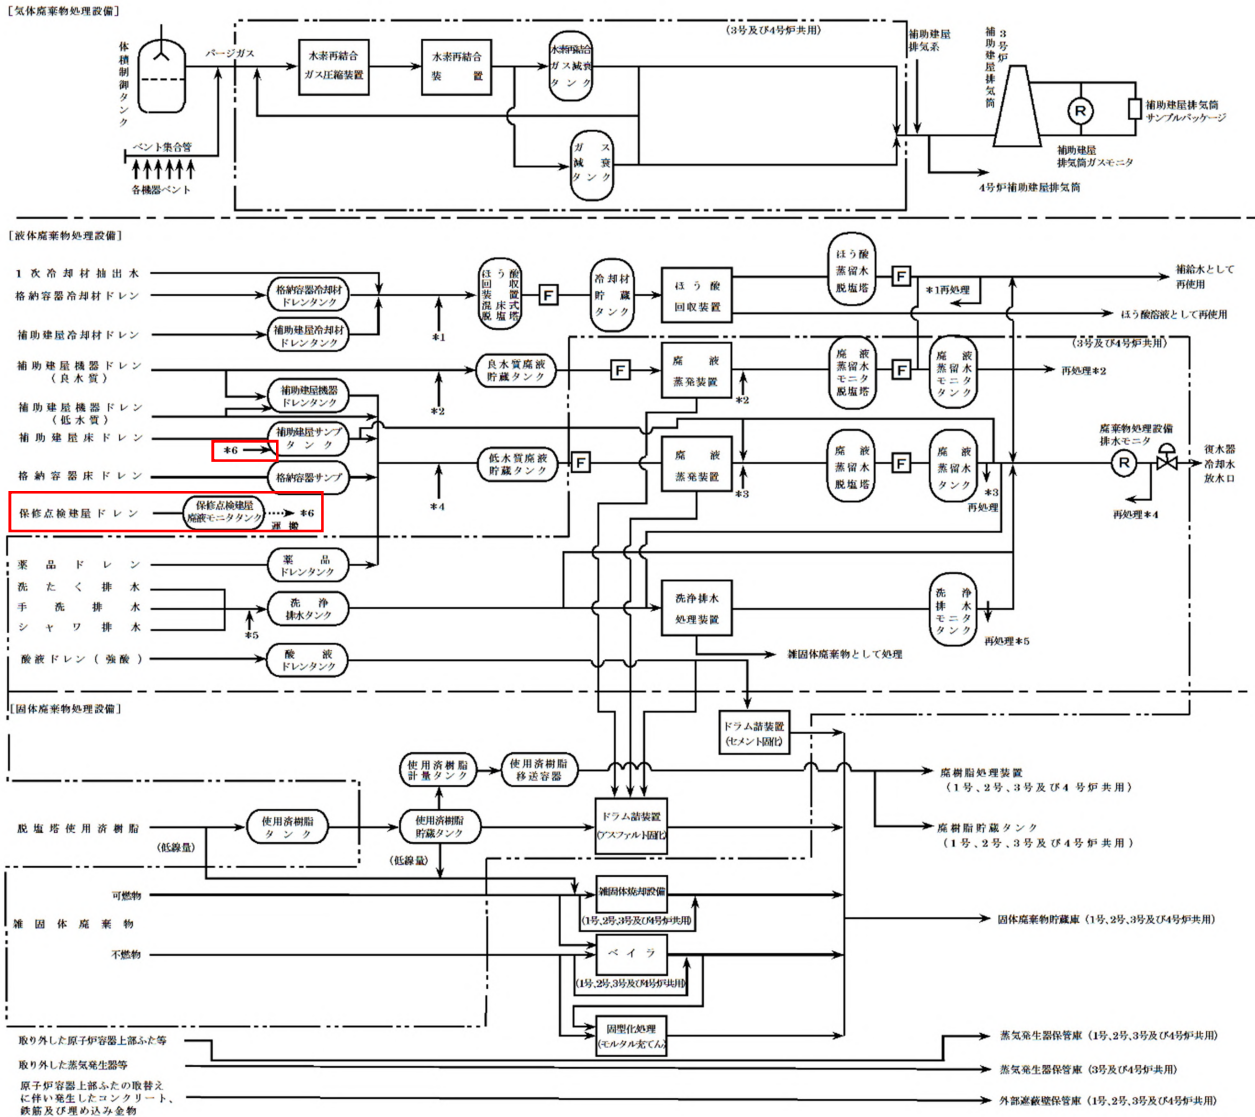 [気体廃棄物処理設備]
体積制御タンク
パージガス
ベント集合管
各機器ベント
水素再結合
ガス圧縮装置
水素再結合
装置
ガス減衰
タンク
ガス
減衰
タンク
(3号及び4号炉共用)
補助建屋
排気系
3号炉
補助建屋排気筒
R
補助建屋排気筒
サンプルパッケージ
補助建屋
排気筒ガスモニタ
4号炉補助建屋排気筒
[液体廃棄物処理設備]
1次冷却材抽出水
格納容器冷却材ドレン
格納容器冷却材
ドレンタンク
補助建屋冷却材ドレン
補助建屋冷却材
ドレンタンク
*1
ほう酸
回収
装置
混床式
脱塩塔
F
冷却材
貯蔵
タンク
ほう酸
回収装置
ほう酸
蒸留水
脱塩塔
F
*1再処理
補給水として
再使用
ほう酸溶液として再使用
(3号及び4号炉共用)
補助建屋機器ドレン
(良水質)
補助建屋機器ドレン
(低水質)
補助建屋機器
ドレンタンク
*2
良水質廃液
貯蔵タンク
F
廃液
蒸発装置
*2
廃液
蒸留水
モニタ
脱塩塔
F
廃液
蒸留水
モニタ
タンク
再処理*2
補助建屋床ドレン
補助建屋サンプ
タンク
*6
格納容器床ドレン
格納容器サンプ
*4
低水質廃液
貯蔵タンク
F
廃液
蒸発装置
*3
廃液
蒸留水
脱塩塔
F
廃液
蒸留水
タンク
*3
再処理
廃棄物処理設備
排水モニタ
R
復水器
冷却水
放水口
再処理*4
保修点検建屋ドレン
保修点検建屋
廃液モニタタンク
*6
運搬
薬品ドレン
薬品
ドレンタンク
洗たく排水
手洗排水
シャワ排水
*5
洗浄
排水タンク
洗浄排水
処理装置
洗浄
排水
モニタ
タンク
再処理*5
雑固体廃棄物として処理
酸液ドレン(強酸)
酸液
ドレンタンク
[固体廃棄物処理設備]
ドラム詰装置
(セメント固化)
使用済樹脂
計量タンク
使用済樹脂
移送容器
脱塩塔使用済樹脂
使用済樹脂
タンク
使用済樹脂
貯蔵タンク
(低線量)
(低線量)
ドラム詰装置
(アスファルト固化)
廃樹脂処理装置
(1号、2号、3号及び4号炉共用)
廃樹脂貯蔵タンク
(1号、2号、3号及び4号炉共用)
雑固体廃棄物
可燃物
不燃物
雑固体焼却設備
(1号、2号、3号及び4号炉共用)
ベイラ
(1号、2号、3号及び4号炉共用)
固型化処理
(モルタル充てん)
固体廃棄物貯蔵庫(1号、2号、3号及び4号炉共用)
取り外した原子炉容器上部ふた等
蒸気発生器保管庫(1号、2号、3号及び4号炉共用)
取り外した蒸気発生器等
蒸気発生器保管庫(3号及び4号炉共用)
原子炉容器上部ふたの取替え
に伴い発生したコンクリート、
鉄筋及び埋め込み金物
外部遮蔽壁保管庫(1号、2号、3号及び4号炉共用)